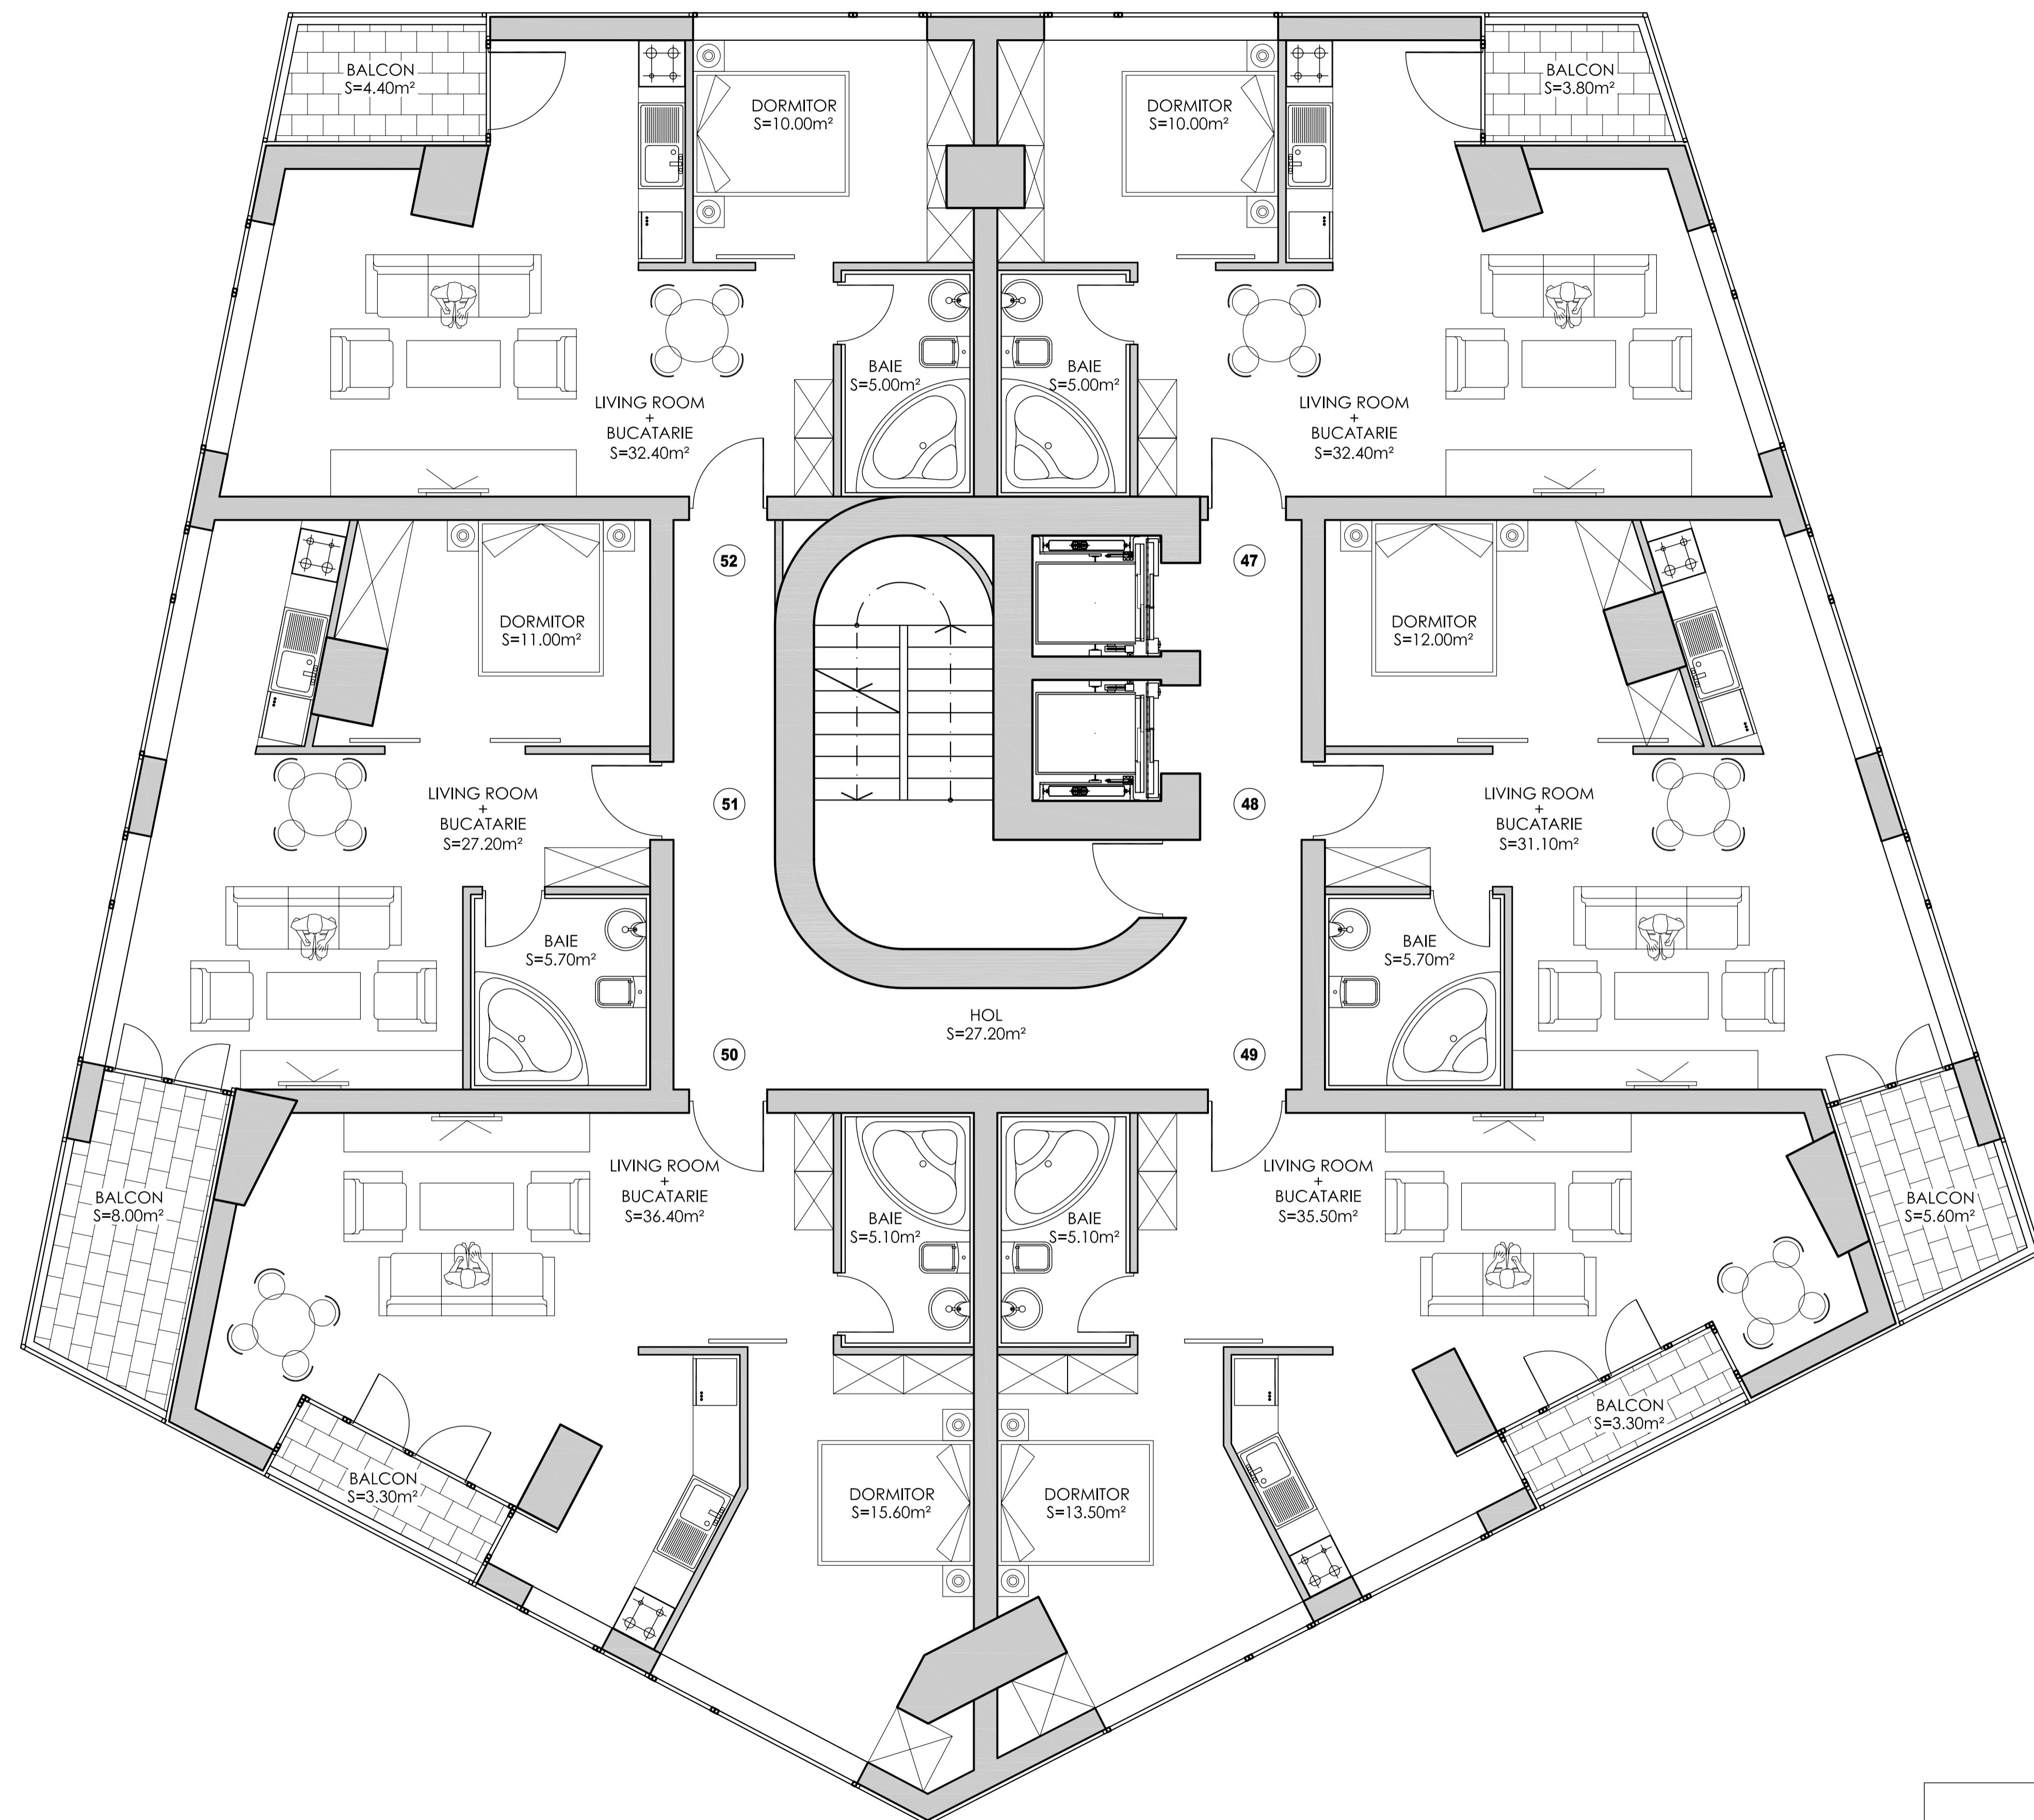 BALCON
S=4.40m²
DORMITOR
S=10.00m²
DORMITOR
S=10.00m²
BALCON
S=3.80m²
BAIE
S=5.00m²
BAIE
S=5.00m²
LIVING ROOM
+
BUCATARIE
S=32.40m²
LIVING ROOM
+
BUCATARIE
S=32.40m²
52
47
DORMITOR
S=11.00m²
DORMITOR
S=12.00m²
LIVING ROOM
+
BUCATARIE
S=27.20m²
51
48
LIVING ROOM
+
BUCATARIE
S=31.10m²
BAIE
S=5.70m²
BAIE
S=5.70m²
HOL
S=27.20m²
50
49
LIVING ROOM
+
BUCATARIE
S=36.40m²
LIVING ROOM
+
BUCATARIE
S=35.50m²
BALCON
S=8.00m²
BAIE
S=5.10m²
BAIE
S=5.10m²
BALCON
S=5.60m²
BALCON
S=3.30m²
BALCON
S=3.30m²
DORMITOR
S=15.60m²
DORMITOR
S=13.50m²